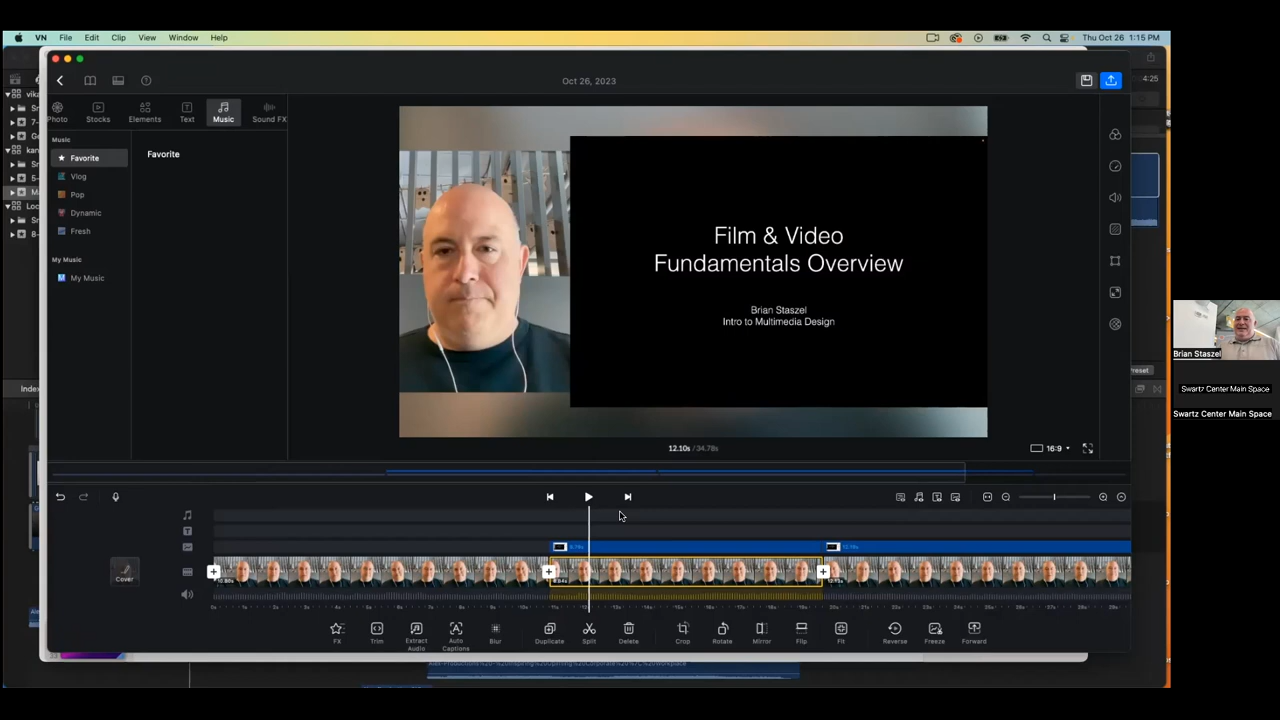 VN File Edit Clip View Window Help
Thu Oct 26 1:15 PM
Oct 26, 2023
4:25
Photo Stocks Elements Text Music Sound FX
Music
Favorite
Favorite
Vlog
Pop
Dynamic
Fresh
My Music
My Music
Film & Video
Fundamentals Overview
Brian Staszel
Intro to Multimedia Design
Brian Staszel
Swartz Center Main Space
Swartz Center Main Space
Index
12.10s / 34.78s
16:9
Cover
FX Trim Extract Audio Auto Captions Blur Duplicate Split Delete Crop Rotate Mirror Flip Fit Reverse Freeze Forward